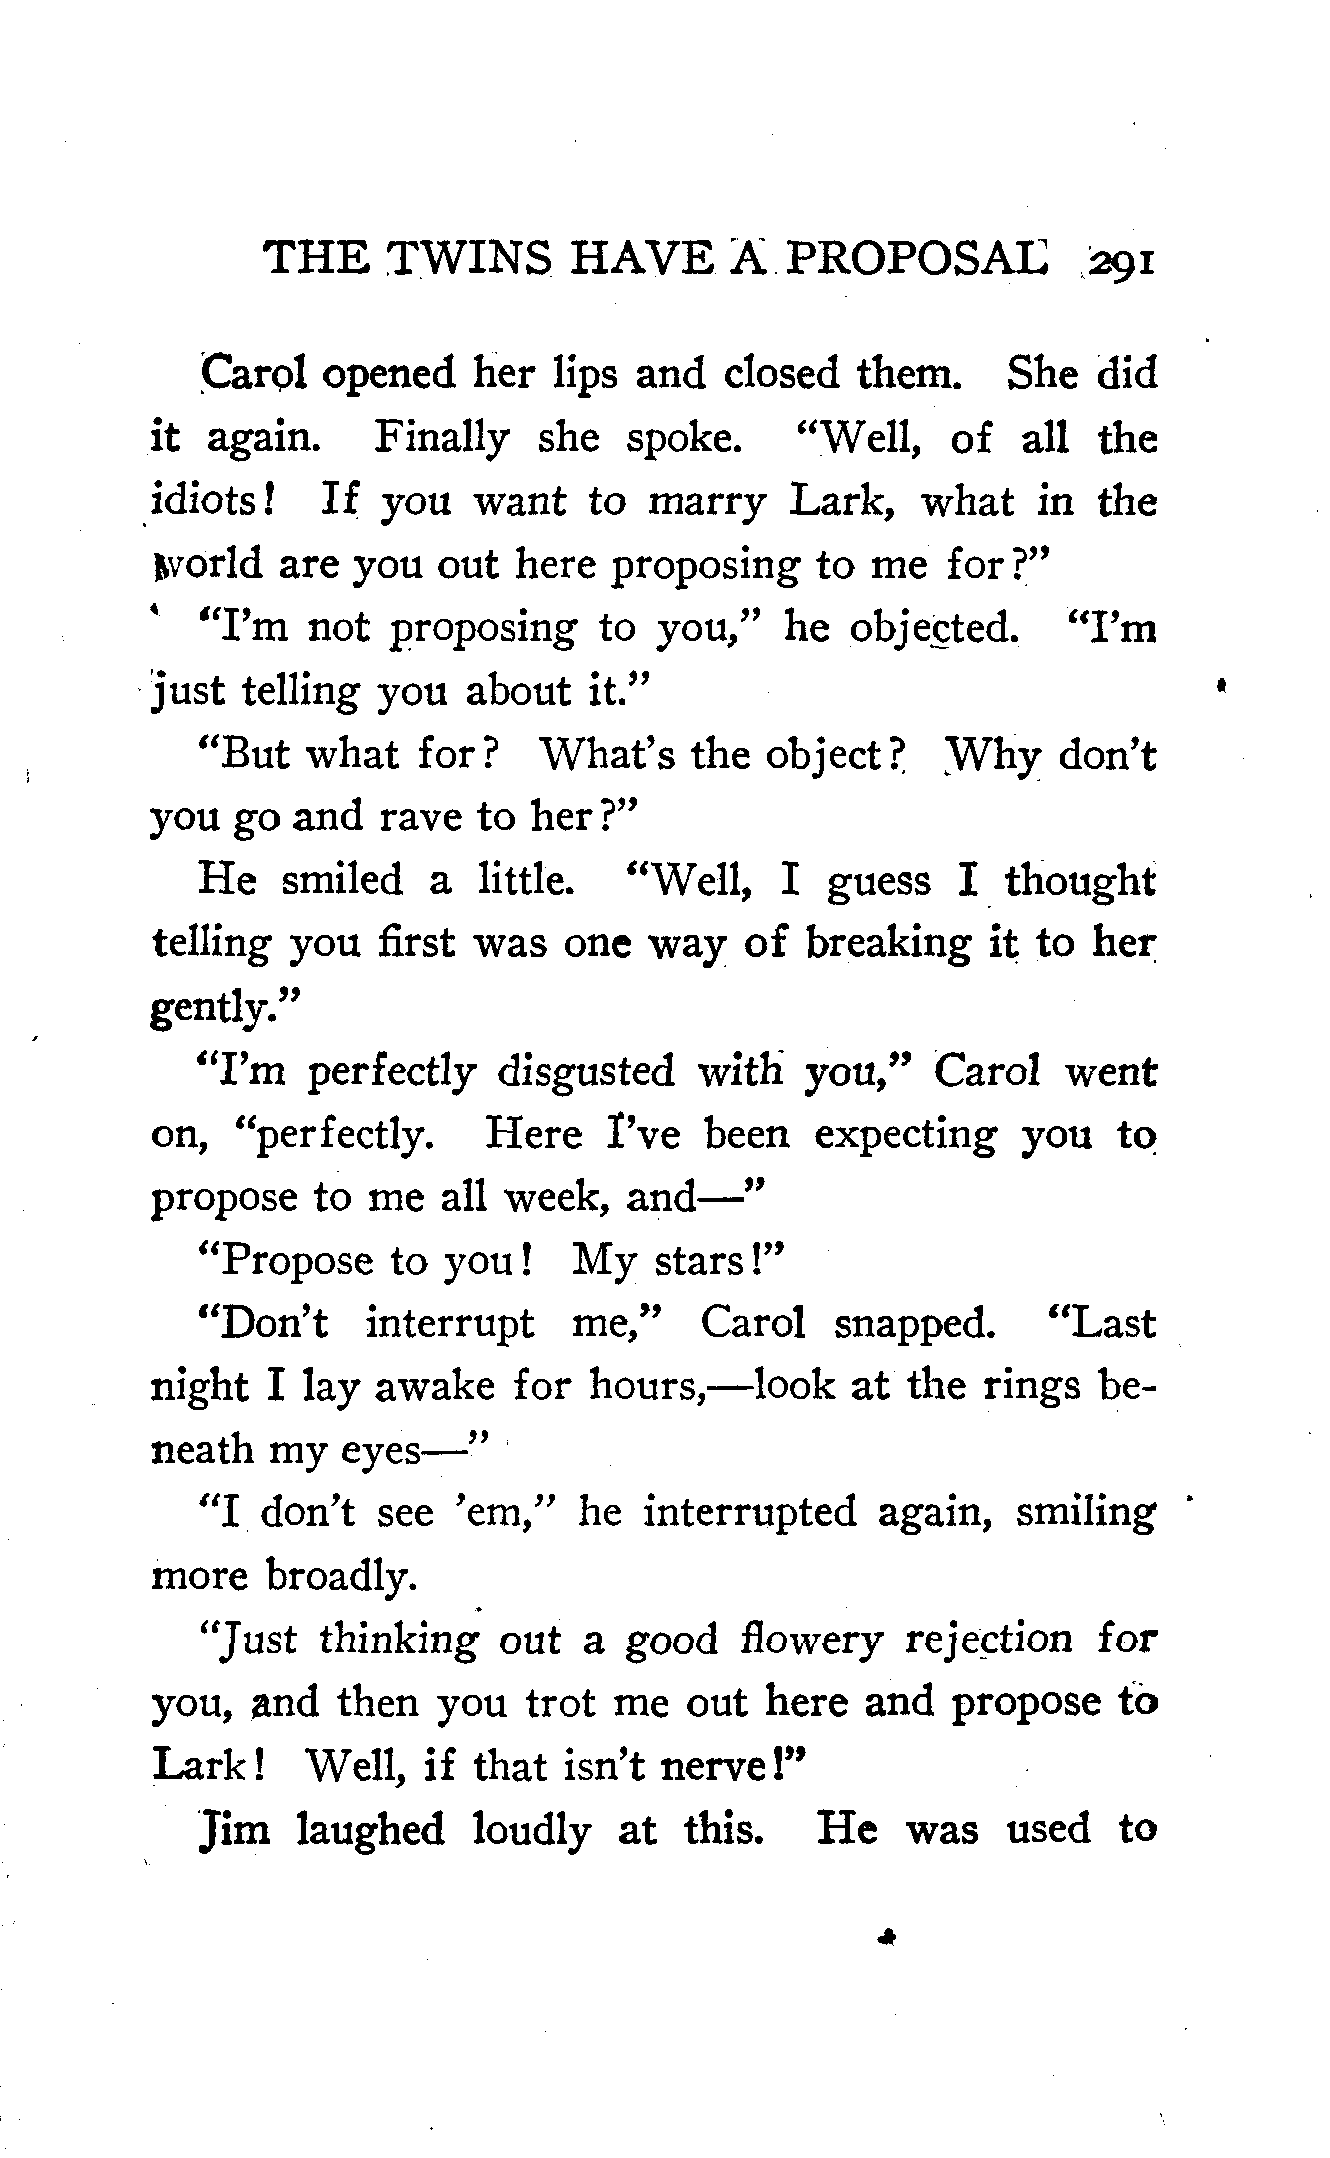 THE TWINS HAVE A PROPOSAL 291
Carol opened her lips and closed them. She did
it again. Finally she spoke. “Well, of all the
idiots! If you want to marry Lark, what in the
world are you out here proposing to me for?”
“I’m not proposing to you,” he objected. “I’m
just telling you about it.”
“But what for? What’s the object? Why don’t
you go and rave to her?”
He smiled a little. “Well, I guess I thought
telling you first was one way of breaking it to her
gently.”
“I’m perfectly disgusted with you,” Carol went
on, “perfectly. Here I’ve been expecting you to
propose to me all week, and—”
“Propose to you! My stars!”
“Don’t interrupt me,” Carol snapped. “Last
night I lay awake for hours,—look at the rings be-
neath my eyes—”
“I don’t see ’em,” he interrupted again, smiling
more broadly.
“Just thinking out a good flowery rejection for
you, and then you trot me out here and propose to
Lark! Well, if that isn’t nerve!”
Jim laughed loudly at this. He was used to